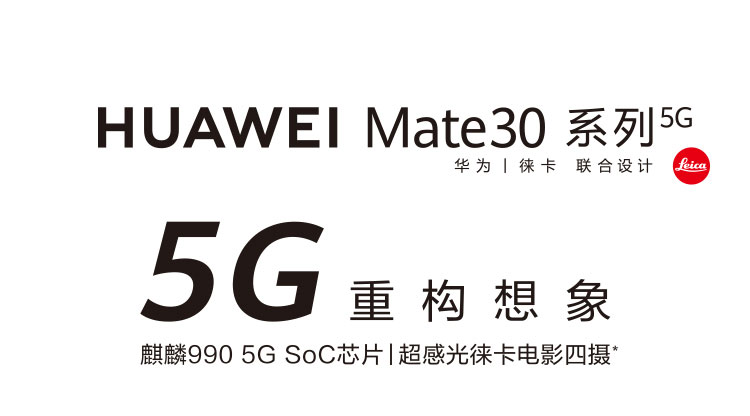 HUAWEI Mate30 系列5G
华为丨徕卡 联合设计 Leica
5G 重构想象
麒麟990 5G SoC芯片|超感光徕卡电影四摄*